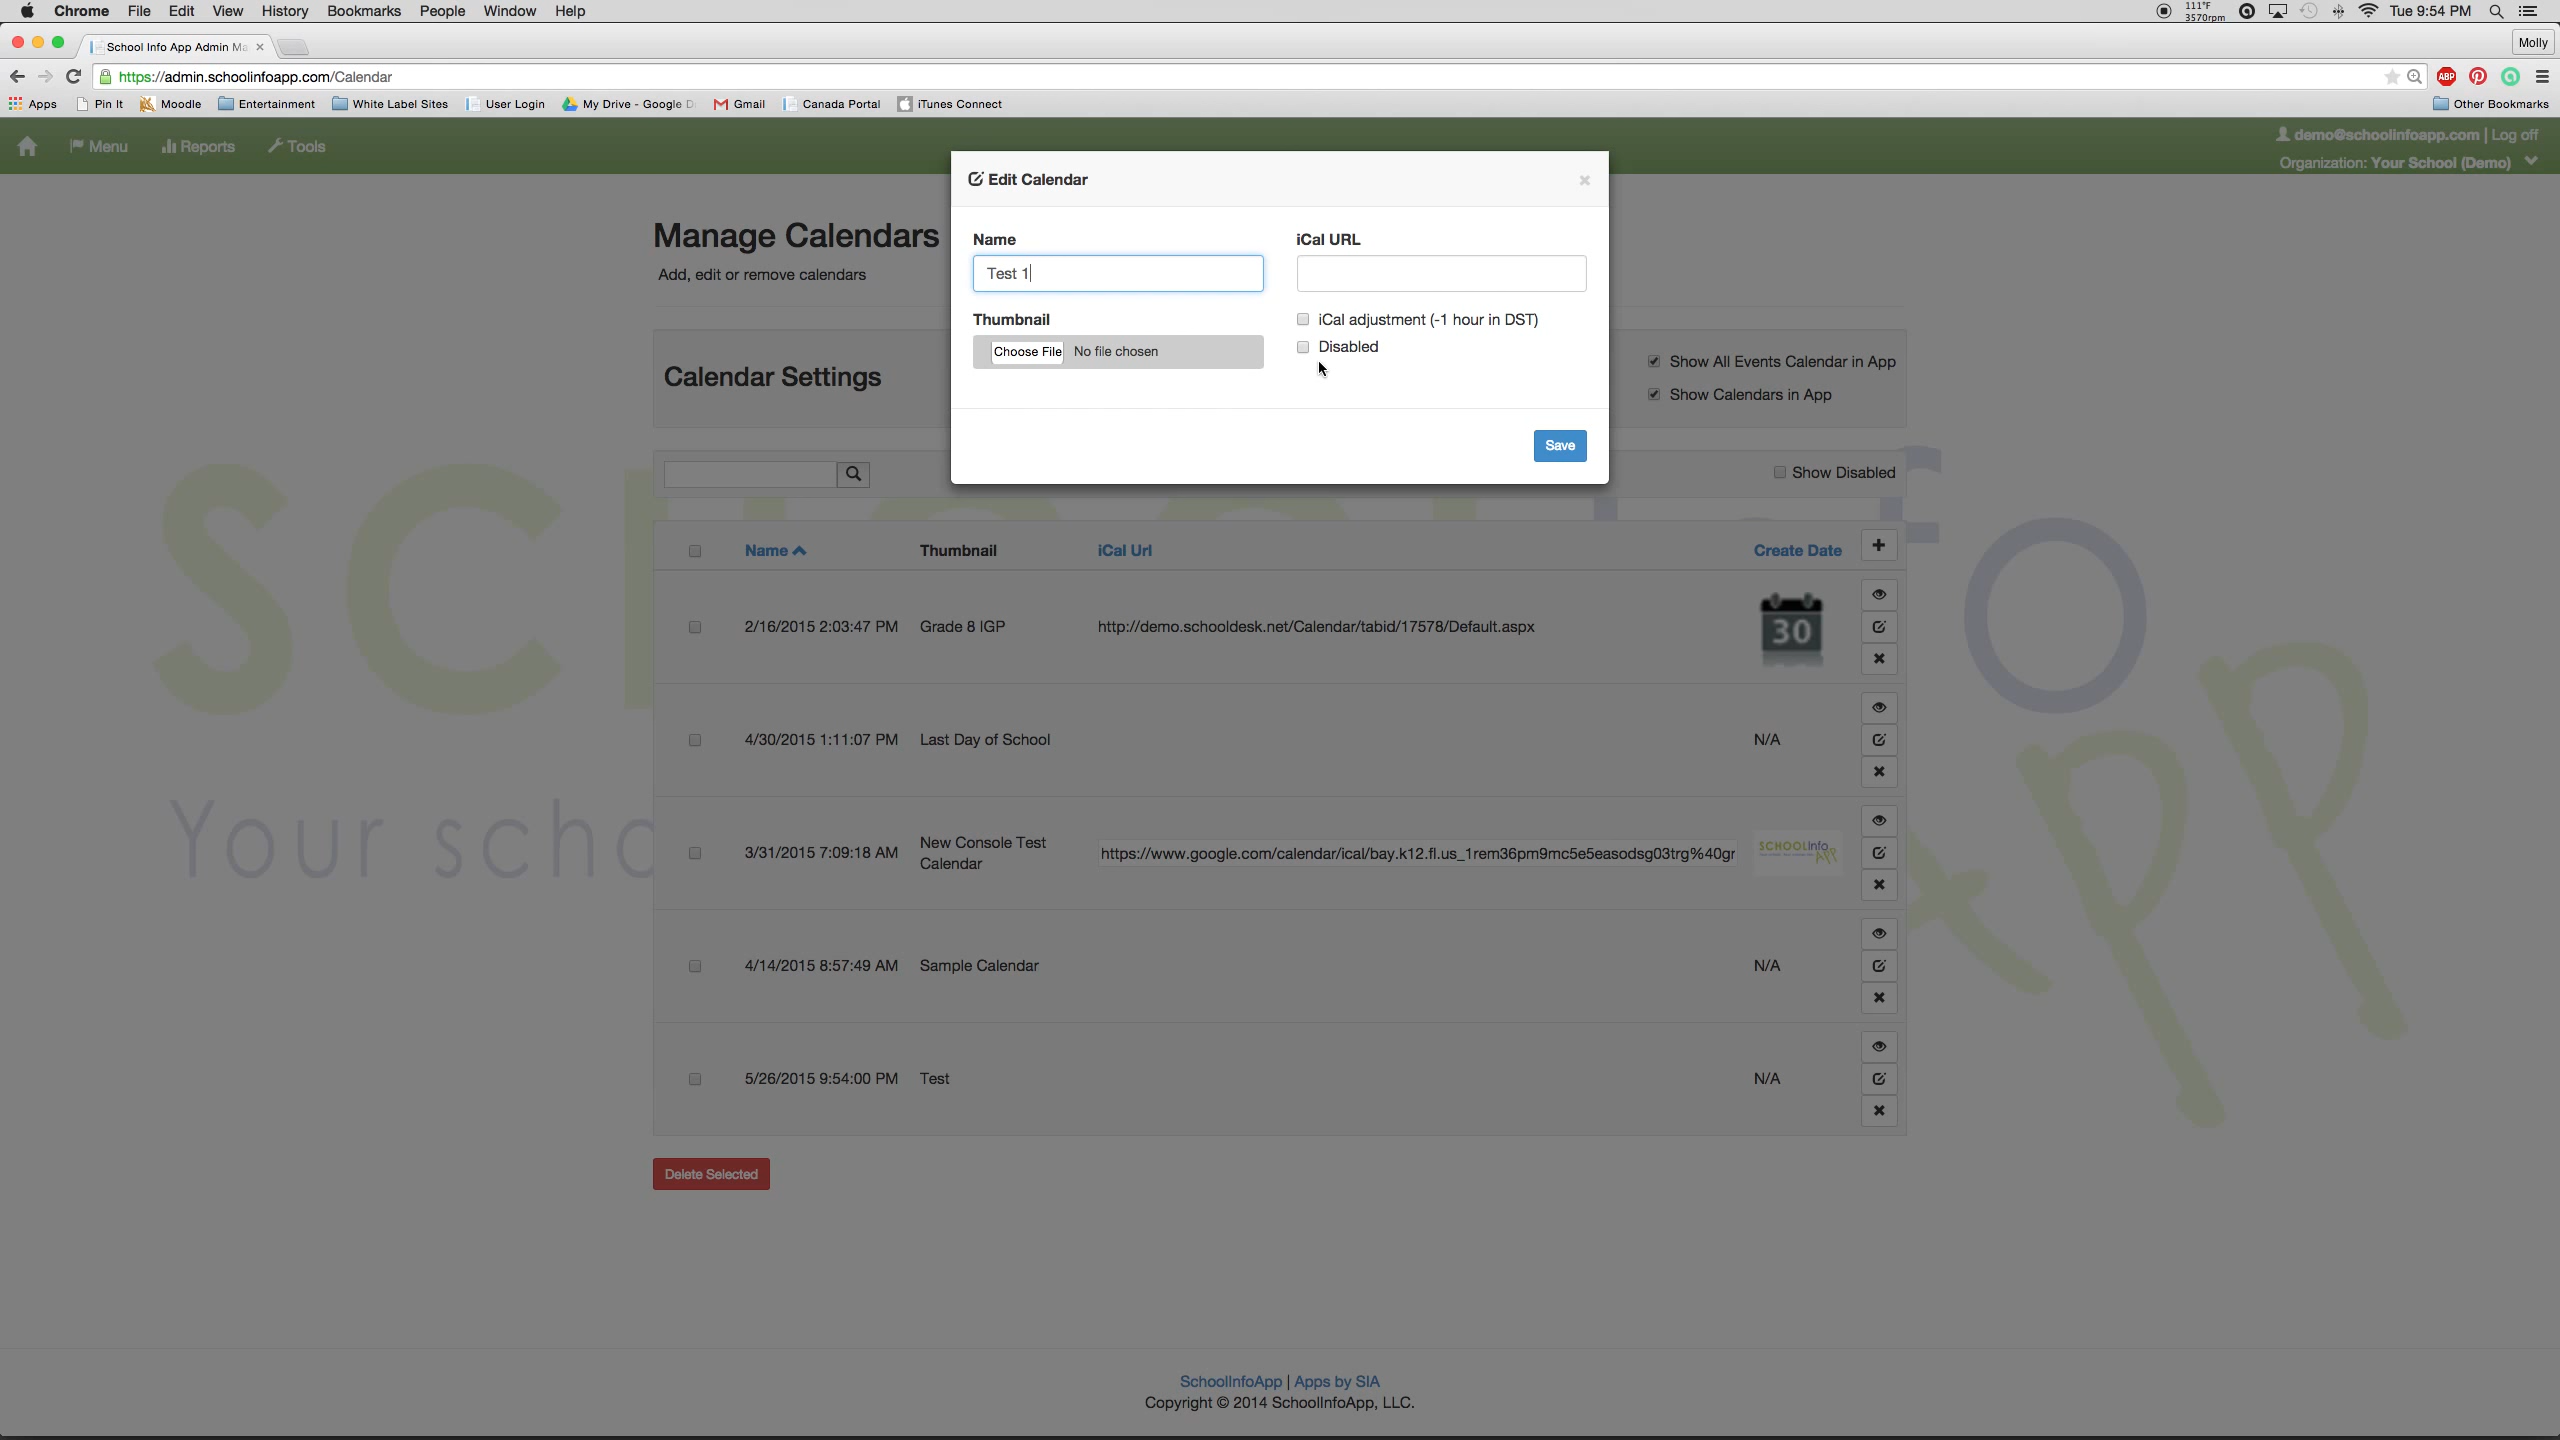 Chrome File Edit View History Bookmarks People Window Help 111°F 3570rpm Tue 9:54 PM
School Info App Admin Ma Molly
https://admin.schoolinfoapp.com/Calendar ABP
Apps Pin It Moodle Entertainment White Label Sites User Login My Drive - Google D Gmail Canada Portal iTunes Connect Other Bookmarks
Menu Reports Tools
demo@schoolinfoapp.com | Log off
Organization: Your School (Demo)
Edit Calendar ×
Name iCal URL
Test 1
Thumbnail iCal adjustment (-1 hour in DST)
Choose File No file chosen Disabled
Save
Manage Calendars
Add, edit or remove calendars
Calendar Settings
Show All Events Calendar in App
Show Calendars in App
Show Disabled
Name Thumbnail iCal Url Create Date
2/16/2015 2:03:47 PM Grade 8 IGP http://demo.schooldesk.net/Calendar/tabid/17578/Default.aspx 30
4/30/2015 1:11:07 PM Last Day of School N/A
3/31/2015 7:09:18 AM New Console Test
Calendar
https://www.google.com/calendar/ical/bay.k12.fl.us_1rem36pm9mc5e5easodsg03trg%40gr
SCHOOLInfo APP
4/14/2015 8:57:49 AM Sample Calendar N/A
5/26/2015 9:54:00 PM Test N/A
Delete Selected
Your scho
SchoolInfoApp | Apps by SIA
Copyright © 2014 SchoolInfoApp, LLC.